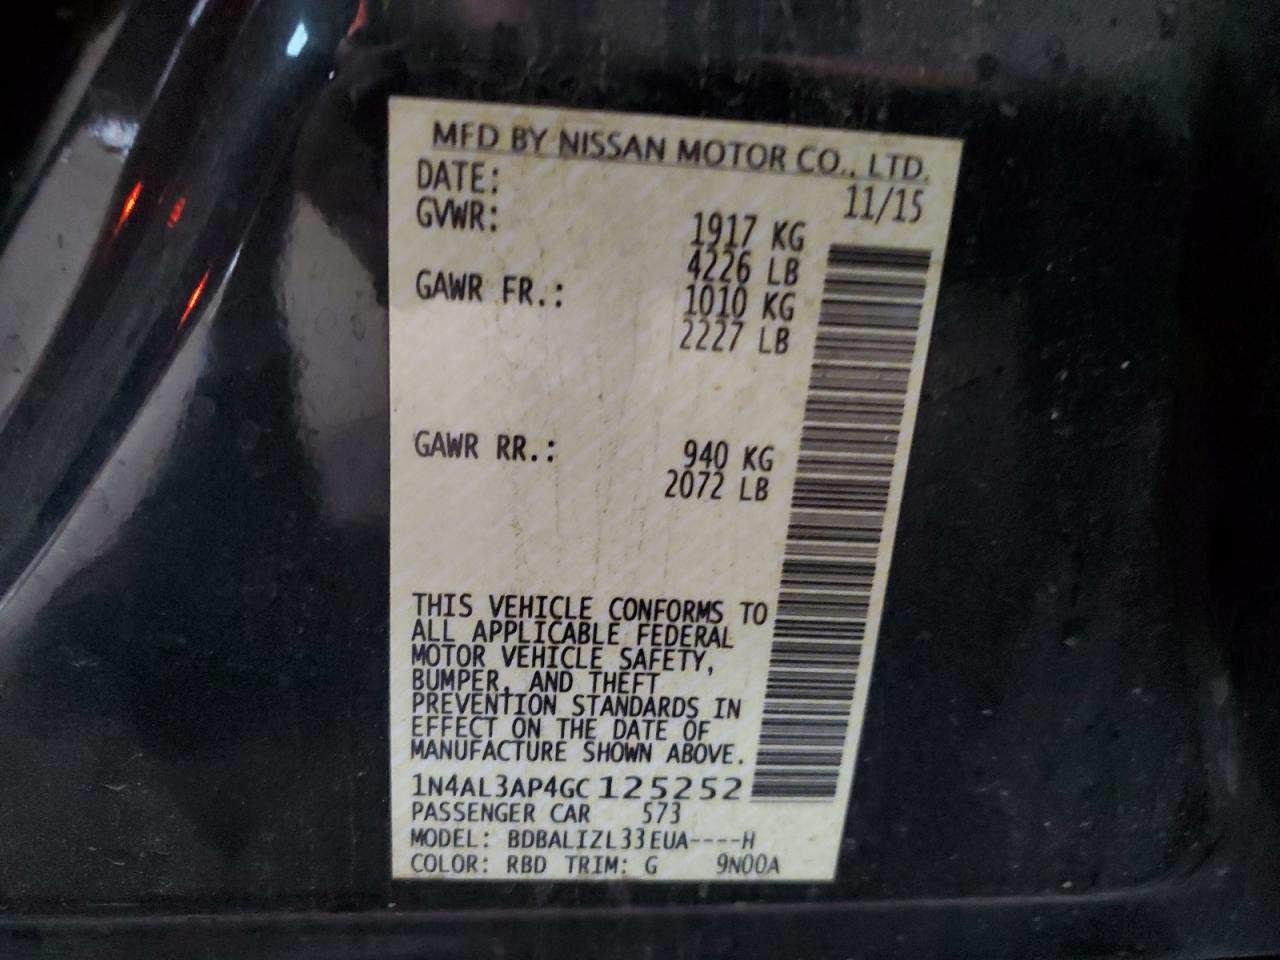 MFD BY NISSAN MOTOR CO., LTD.
DATE: 11/15
GVWR: 1917 KG
4226 LB
GAWR FR.: 1010 KG
2227 LB
GAWR RR.: 940 KG
2072 LB
THIS VEHICLE CONFORMS TO
ALL APPLICABLE FEDERAL
MOTOR VEHICLE SAFETY,
BUMPER, AND THEFT
PREVENTION STANDARDS IN
EFFECT ON THE DATE OF
MANUFACTURE SHOWN ABOVE.
1N4AL3AP4GC125252
PASSENGER CAR 573
MODEL: BDBALIZL33EUA----H
COLOR: RBD TRIM: G 9N00A